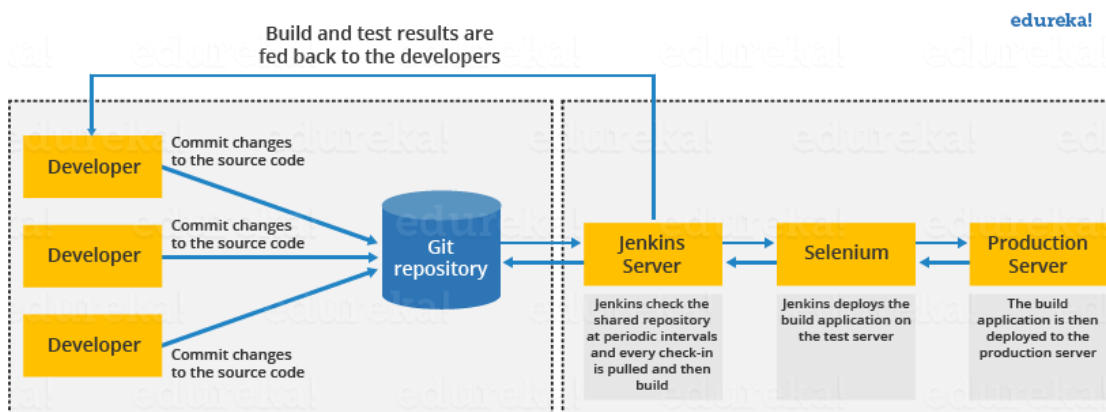 edureka!
Build and test results are
fed back to the developers
Commit changes
to the source code
Developer
Commit changes
to the source code
Developer
Developer
Commit changes
to the source code
Git
repository
Jenkins
Server
Selenium
Production
Server
Jenkins check the
shared repository
at periodic intervals
and every check-in
is pulled and then
build
Jenkins deploys the
build application on
the test server
The build
application is then
deployed to the
production server